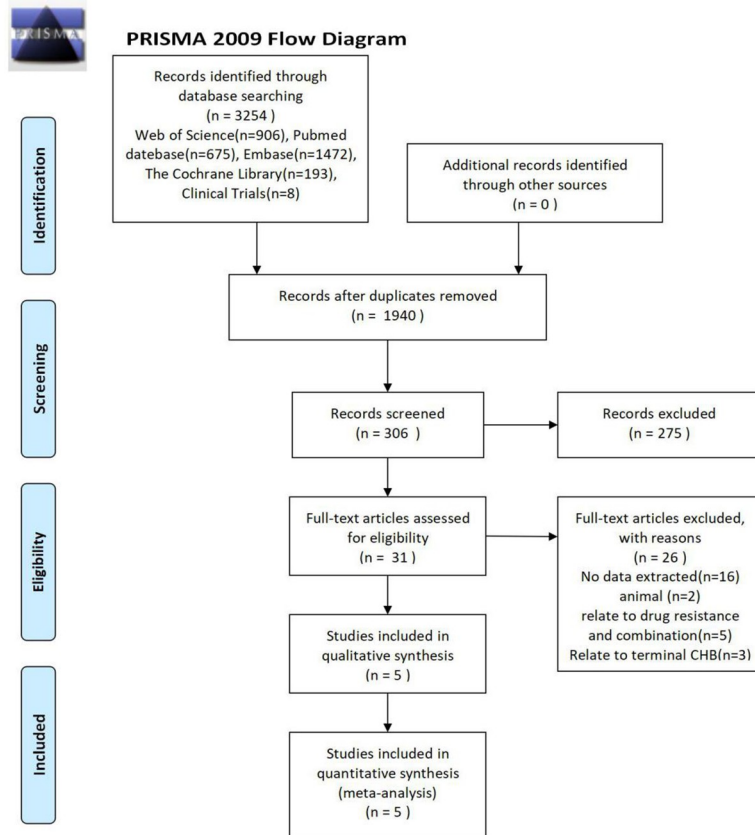 PRISMA
PRISMA 2009 Flow Diagram
Identification
Screening
Eligibility
Included
Records identified through
database searching
(n = 3254 )
Web of Science(n=906), Pubmed
datebase(n=675), Embase(n=1472),
The Cochrane Library(n=193),
Clinical Trials(n=8)
Additional records identified
through other sources
(n = 0 )
Records after duplicates removed
(n = 1940 )
Records screened
(n = 306 )
Records excluded
(n = 275 )
Full-text articles assessed
for eligibility
(n = 31 )
Full-text articles excluded,
with reasons
(n = 26 )
No data extracted(n=16)
animal (n=2)
relate to drug resistance
and combination(n=5)
Relate to terminal CHB(n=3)
Studies included in
qualitative synthesis
(n = 5 )
Studies included in
quantitative synthesis
(meta-analysis)
(n = 5 )